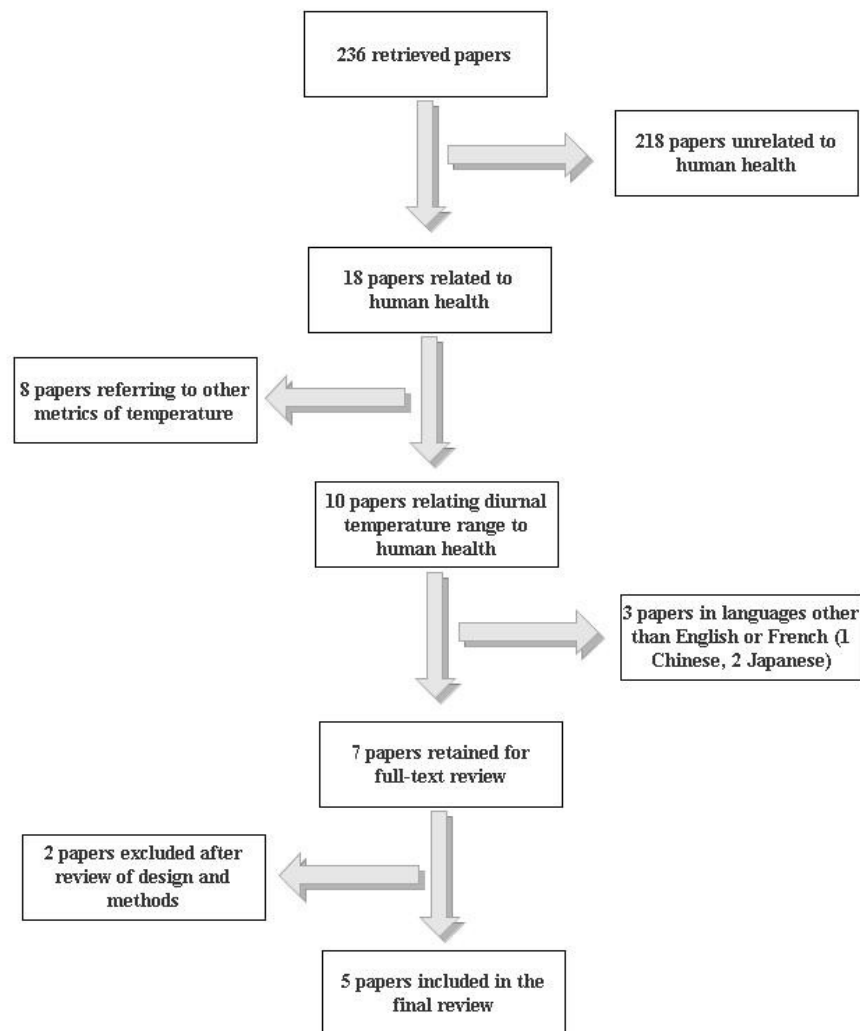 236 retrieved papers
218 papers unrelated to
human health
18 papers related to
human health
8 papers referring to other
metrics of temperature
10 papers relating diurnal
temperature range to
human health
3 papers in languages other
than English or French (1
Chinese, 2 Japanese)
7 papers retained for
full-text review
2 papers excluded after
review of design and
methods
5 papers included in the
final review